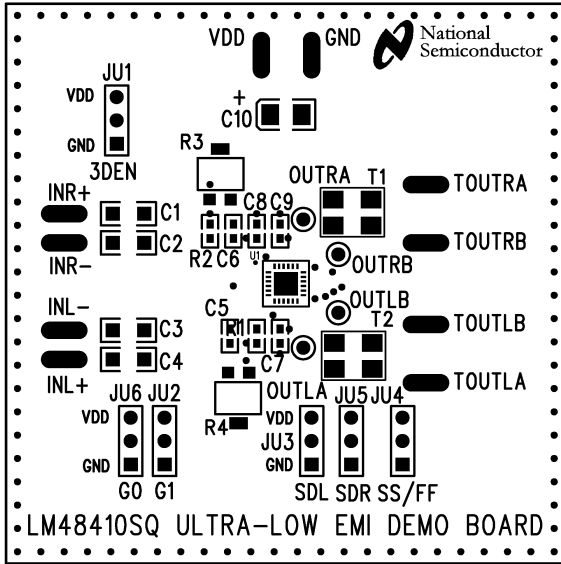 VDD GND
National
Semiconductor
JU1
VDD
GND
3DEN
+
C10
R3
OUTRA T1
TOUTRA
INR+
C1
C2
INR-
R2 C6 C8 C9
TOUTRB
OUTRB
U1
INL-
C3
C4
INL+
C5 R1 C7
OUTLB
T2
TOUTLB
TOUTLA
OUTLA
R4
JU6 JU2
VDD
GND
G0 G1
VDD
JU3
GND
JU5 JU4
SDL SDR SS/FF
LM48410SQ ULTRA-LOW EMI DEMO BOARD